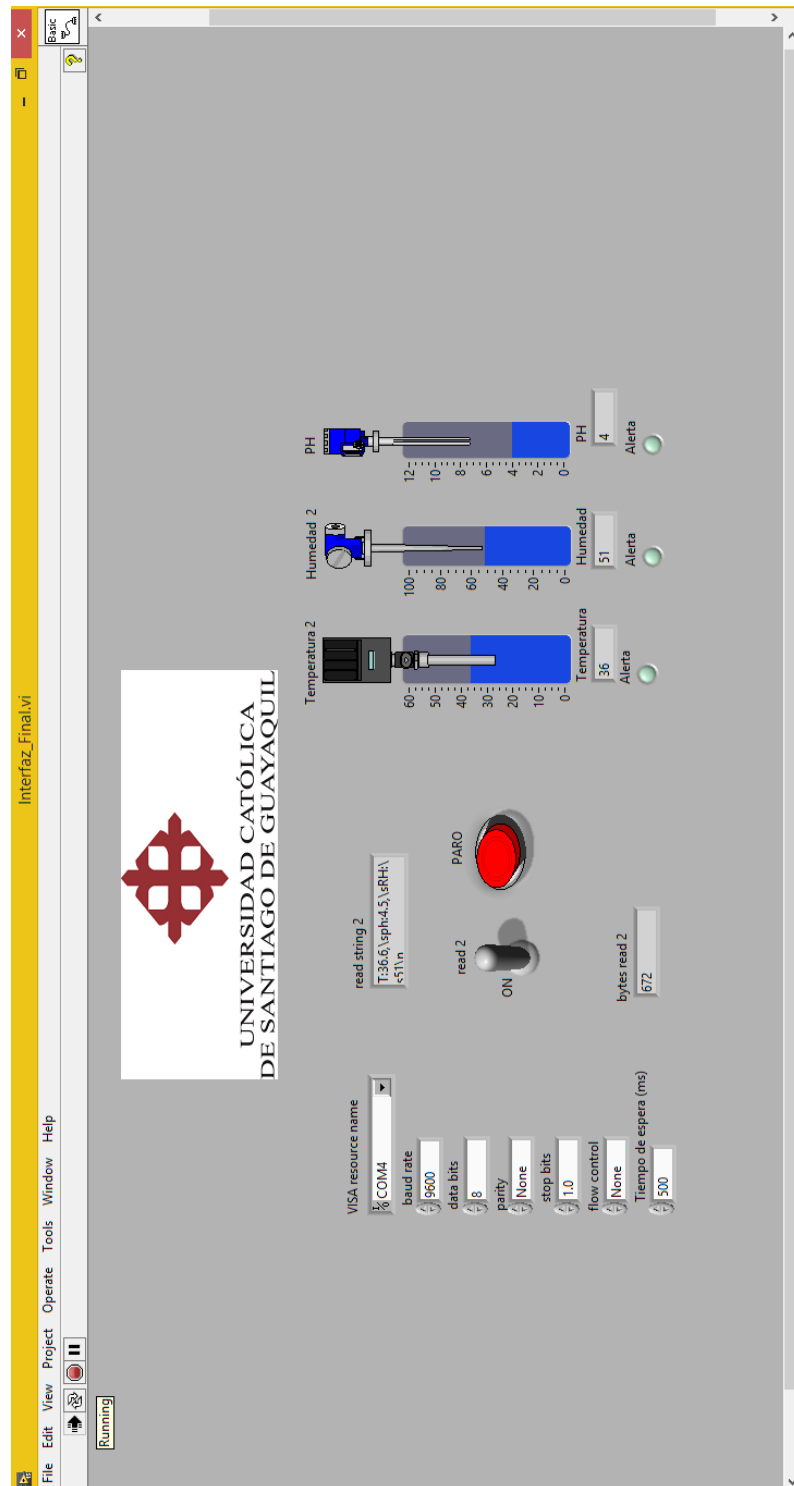 Interfaz_Final.vi
File Edit View Project Operate Tools Window Help
Basic
Running
UNIVERSIDAD CATÓLICA
DE SANTIAGO DE GUAYAQUIL
VISA resource name
COM4
baud rate
9600
data bits
8
parity
None
stop bits
1.0
flow control
None
Tiempo de espera (ms)
500
read string 2
T:36.6,\sph:4.5,\sRH:\
s51\n
read 2
ON
PARO
bytes read 2
672
Temperatura 2
60
50
40
30
20
10
0
Temperatura
36
Alerta
Humedad 2
100
80
60
40
20
0
Humedad
51
Alerta
PH
12
10
8
6
4
2
0
PH
4
Alerta